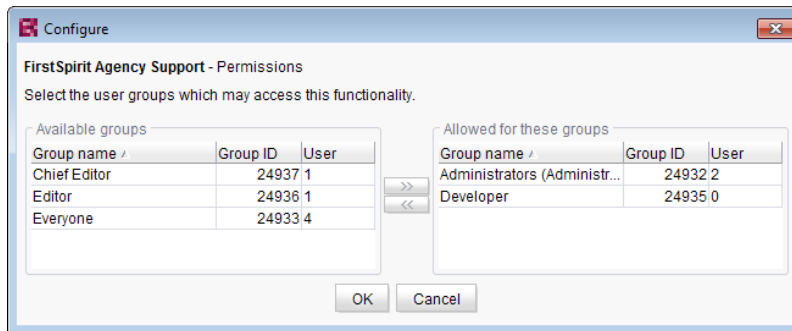 Configure
FirstSpirit Agency Support - Permissions
Select the user groups which may access this functionality.
Available groups
Group name Group ID User
Chief Editor 24937 1
Editor 24936 1
Everyone 24933 4
>>
<<
Allowed for these groups
Group name Group ID User
Administrators (Administr... 24932 2
Developer 24935 0
OK Cancel